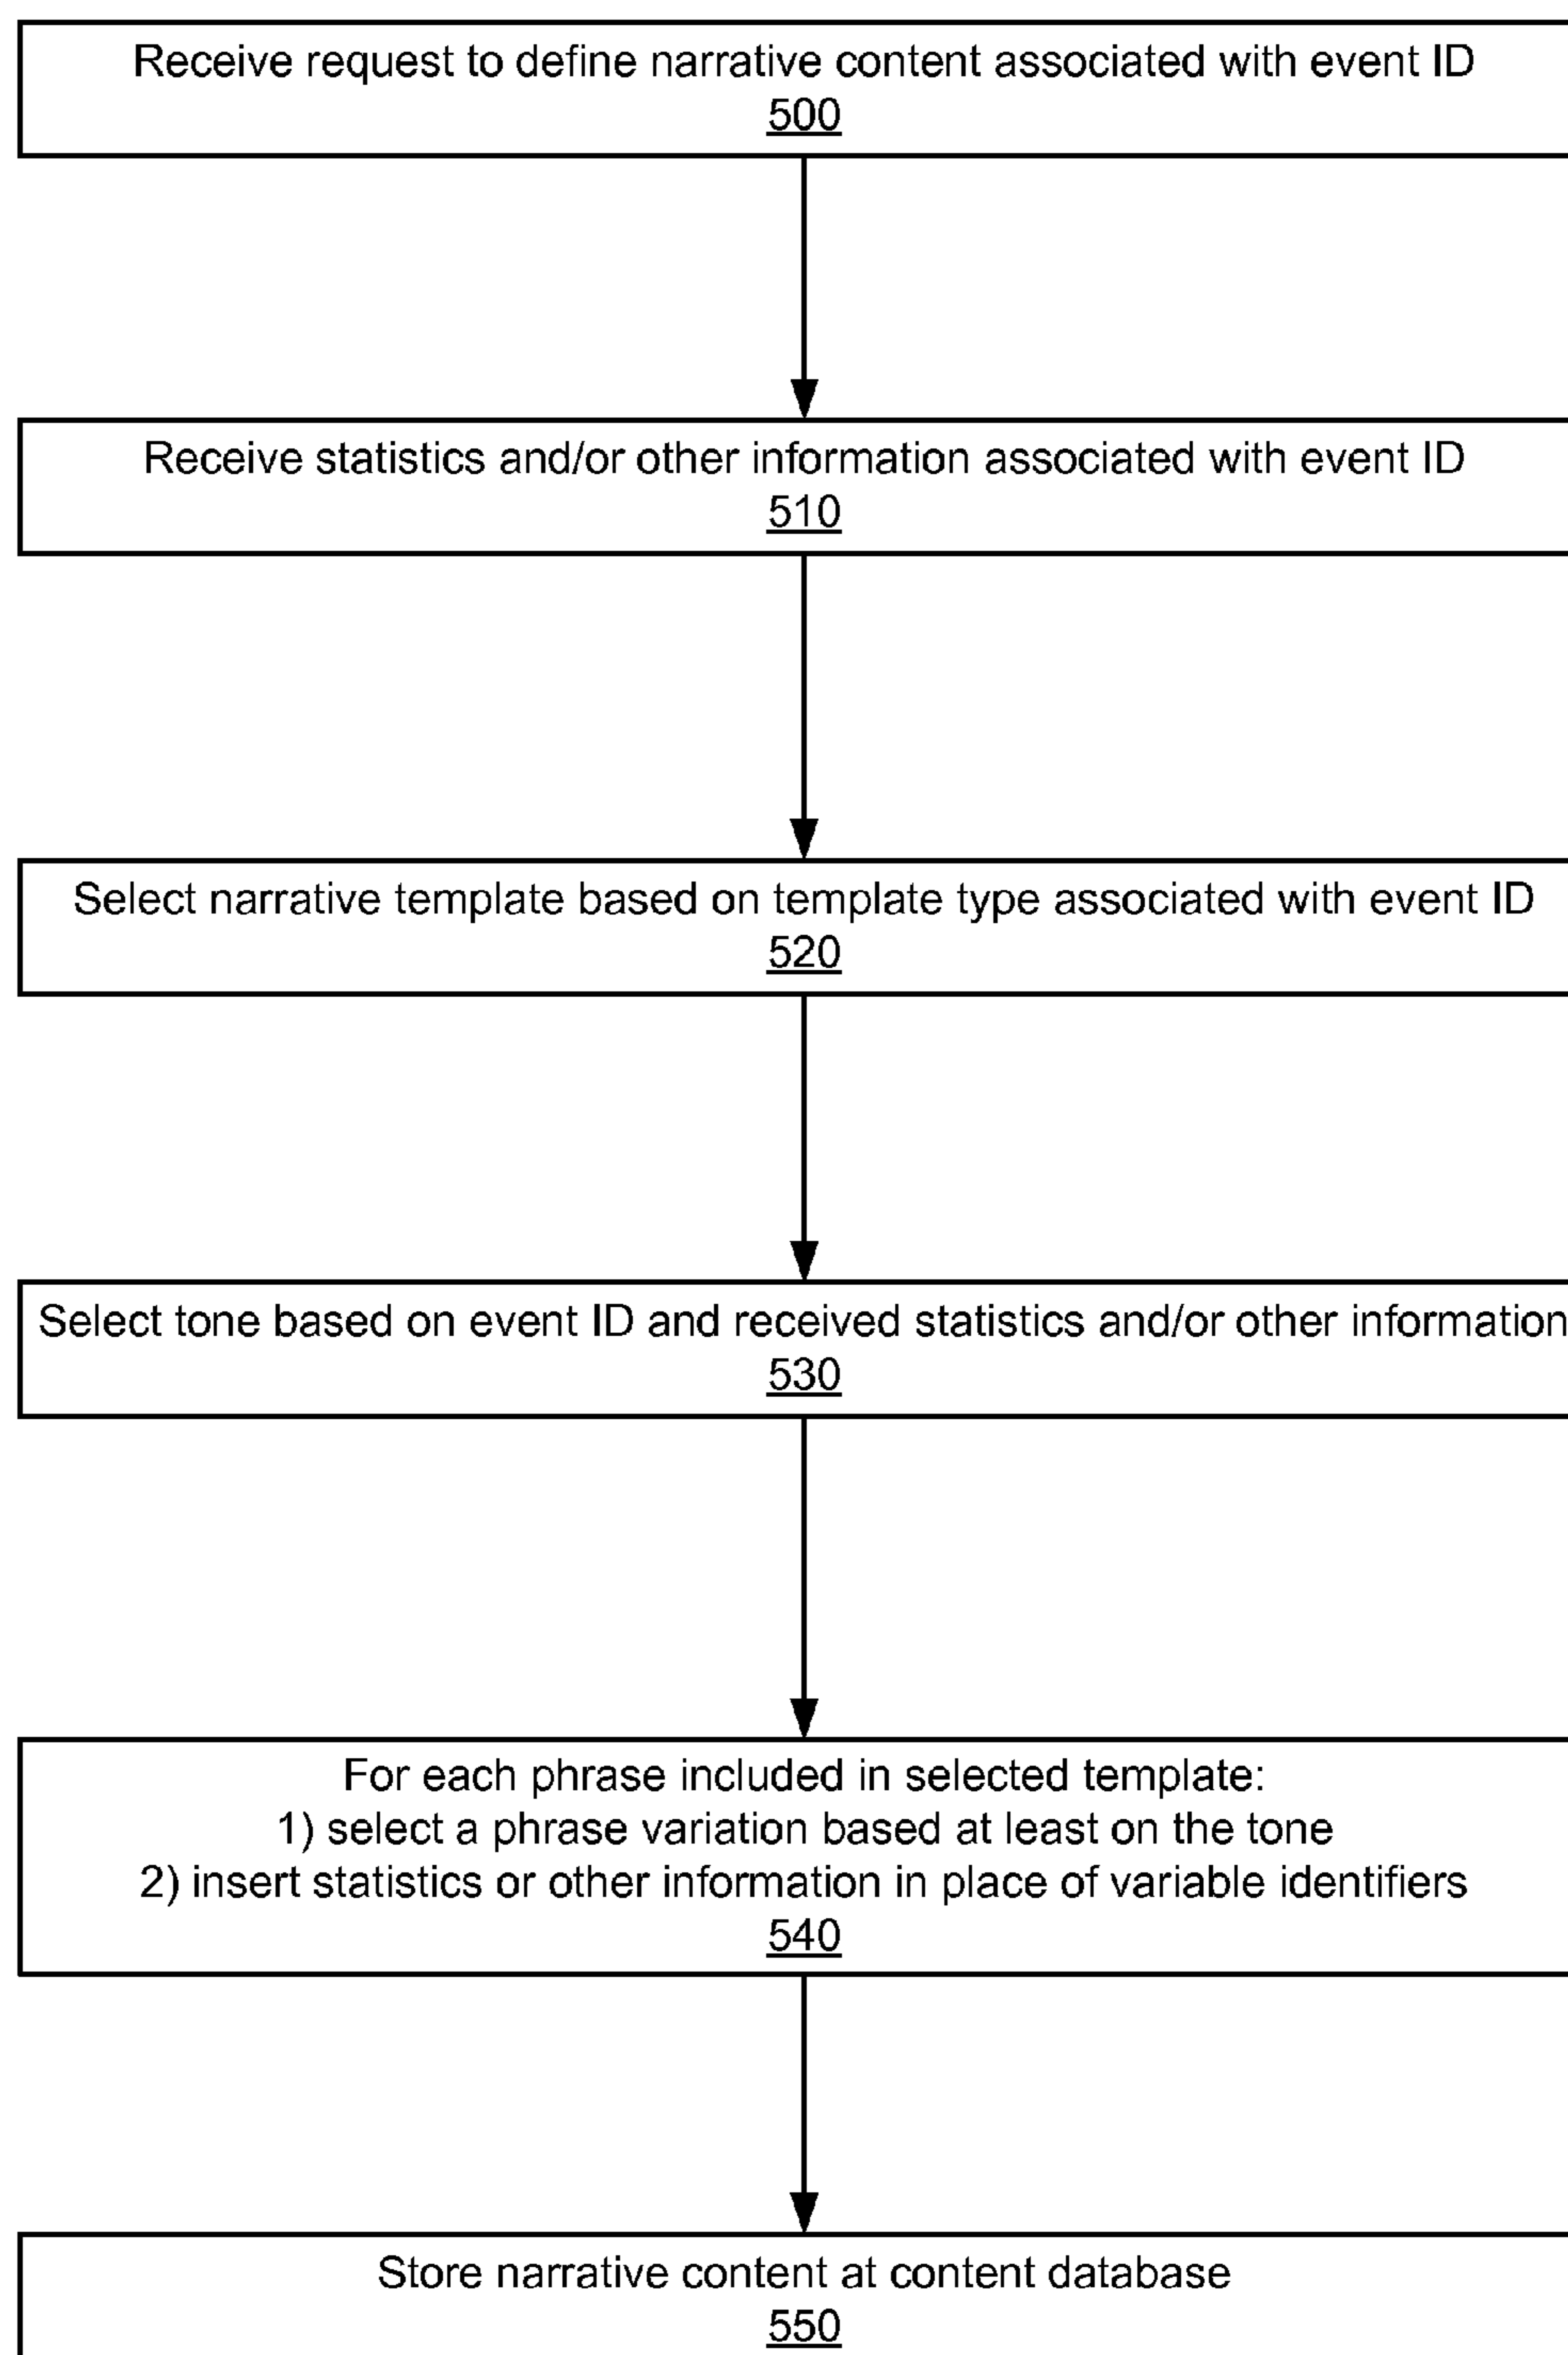 Receive request to define narrative content associated with event ID
500
Receive statistics and/or other information associated with event ID
510
Select narrative template based on template type associated with event ID
520
Select tone based on event ID and received statistics and/or other information
530
For each phrase included in selected template:
1) select a phrase variation based at least on the tone
2) insert statistics or other information in place of variable identifiers
540
Store narrative content at content database
550